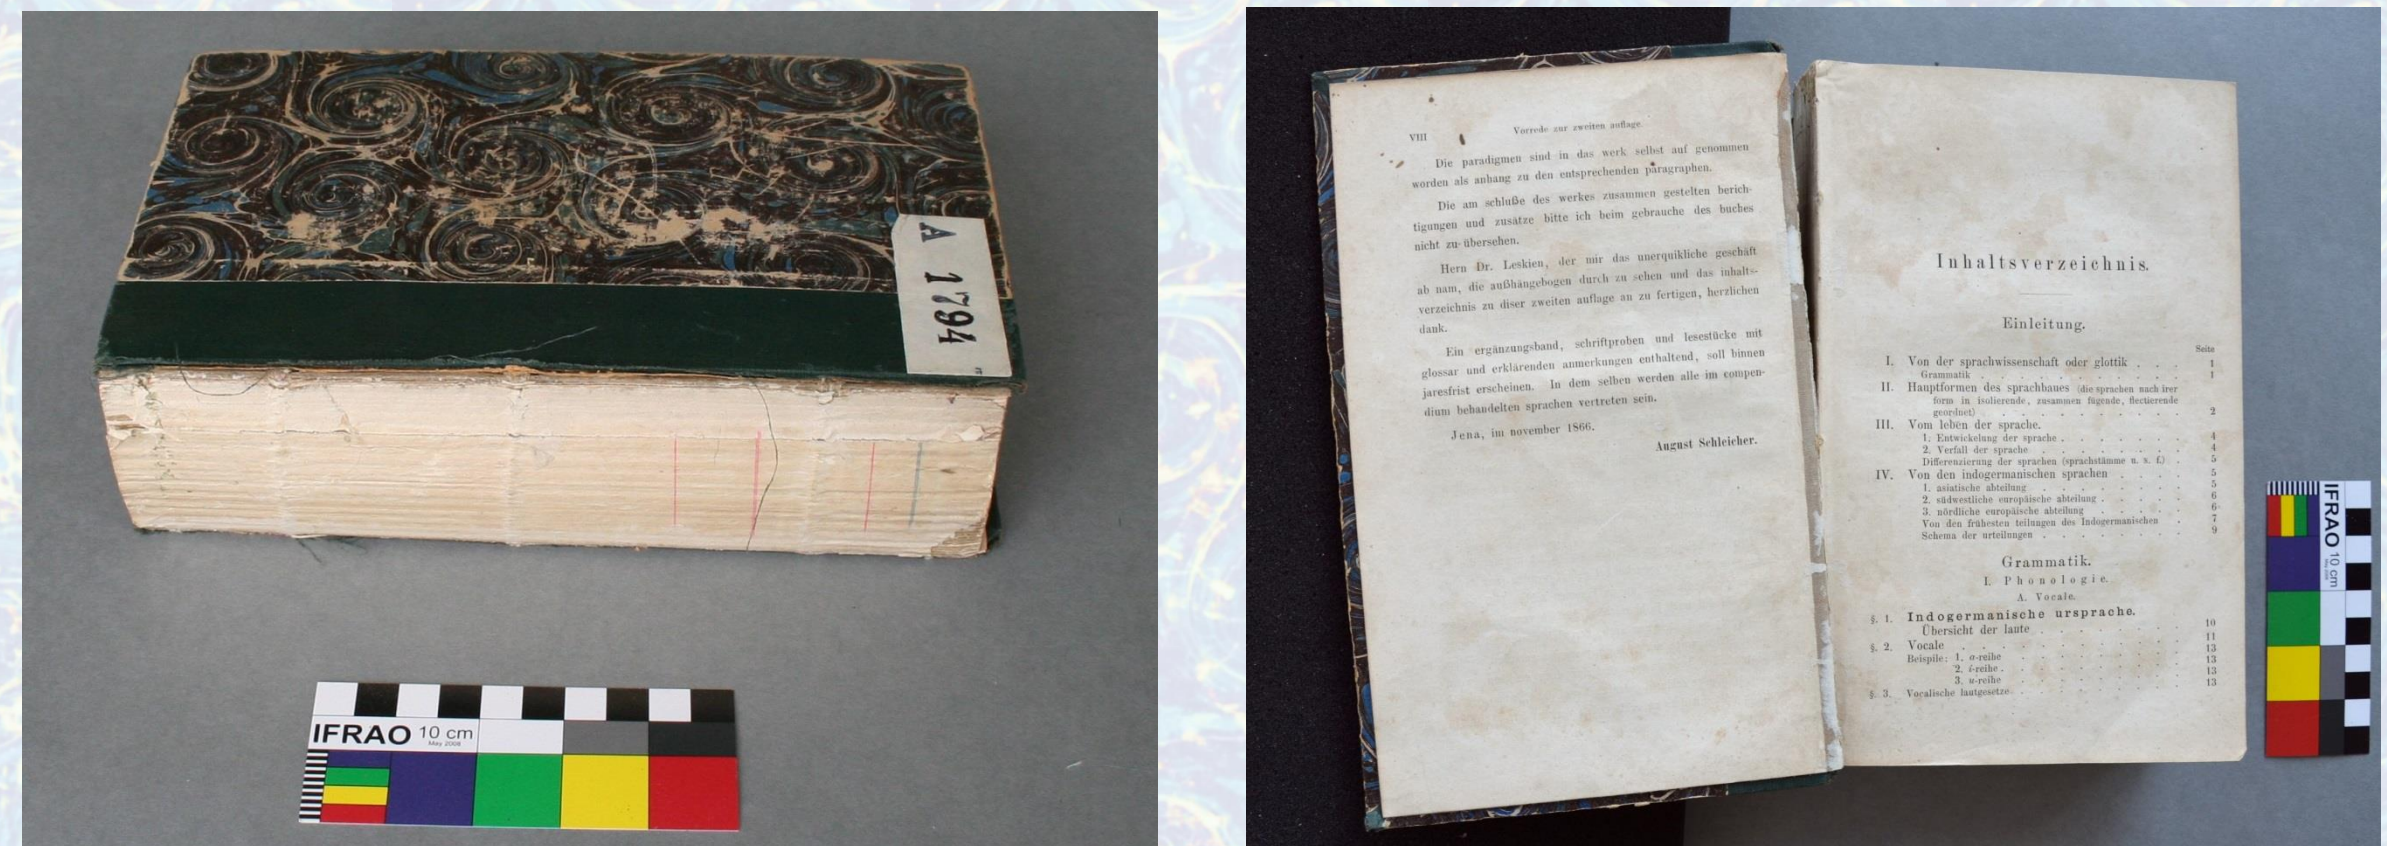 A 1794
IFRAO 10 cm
May 2008
VIII
Vorrede zur zweiten auflage.
Die paradigmen sind in das werk selbst auf genommen
worden als anhang zu den entsprechenden paragraphen.
Die am schluße des werkes zusammen gestelten berich-
tigungen und zusätze bitte ich beim gebrauche des buches
nicht zu übersehen.
Hern Dr. Leskien, der mir das unerquikliche geschäft
ab nam, die außhängebogen durch zu sehen und das inhalts-
verzeichnis zu diser zweiten auflage an zu fertigen, herzlichen
dank.
Ein ergänzungsband, schriftproben und lesestücke mit
glossar und erklärenden anmerkungen enthaltend, soll binnen
jaresfrist erscheinen. In dem selben werden alle im compen-
dium behandelten sprachen vertreten sein.
Jena, im november 1866.
August Schleicher.
Inhaltsverzeichnis.
Einleitung.
Seite
I. Von der sprachwissenschaft oder glottik . . . 1
Grammatik . . . 1
II. Hauptformen des sprachbaues (die sprachen nach irer
form in isolierende, zusammen fügende, flectierende
geordnet) . . . 2
III. Vom leben der sprache.
1. Entwickelung der sprache . . . 4
2. Verfall der sprache . . . 4
Differenzierung der sprachen (sprachstämme u. s. f.) . 5
IV. Von den indogermanischen sprachen . . . 5
1. asiatische abteilung . . . 5
2. südwestliche europäische abteilung . . . 6
3. nördliche europäische abteilung . . . 6
Von den frühesten teilungen des Indogermanischen . 7
Schema der urteilungen . . . 9
Grammatik.
I. Phonologie.
A. Vocale.
§. 1. Indogermanische ursprache.
Übersicht der laute . . . 10
§. 2. Vocale . . . 11
Beispile: 1. a-reihe . . . 13
2. i-reihe . . . 13
3. u-reihe . . . 13
§. 3. Vocalische lautgesetze . . . 13
IFRAO 10 cm